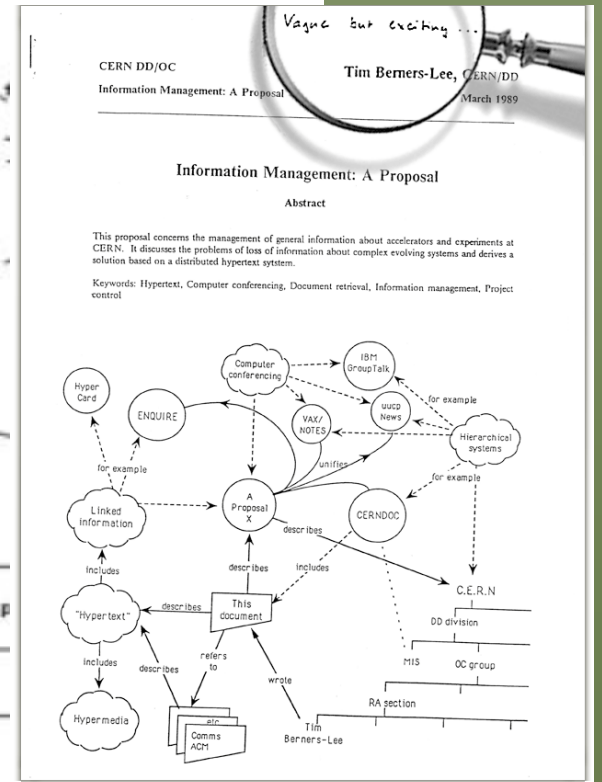 Vague but exciting ...
CERN DD/OC
Tim Berners-Lee, CERN/DD
Information Management: A Proposal
March 1989
Information Management: A Proposal
Abstract
This proposal concerns the management of general information about accelerators and experiments at
CERN. It discusses the problems of loss of information about complex evolving systems and derives a
solution based on a distributed hypertext sytstem.
Keywords: Hypertext, Computer conferencing, Document retrieval, Information management, Project
control
IBM
GroupTalk
Computer
conferencing
Hyper
Card
for example
uucp
News
ENQUIRE
VAX/
NOTES
Hierarchical
systems
unifies
for example
for example
A
Proposal
X
Linked
information
CERNDOC
describes
includes
describes
includes
C.E.R.N
"Hypertext"
describes
This
document
DD division
refers
to
includes
describes
MIS
OC group
wrote
RA section
Hypermedia
etc
Comms
ACM
Tim
Berners-Lee
P